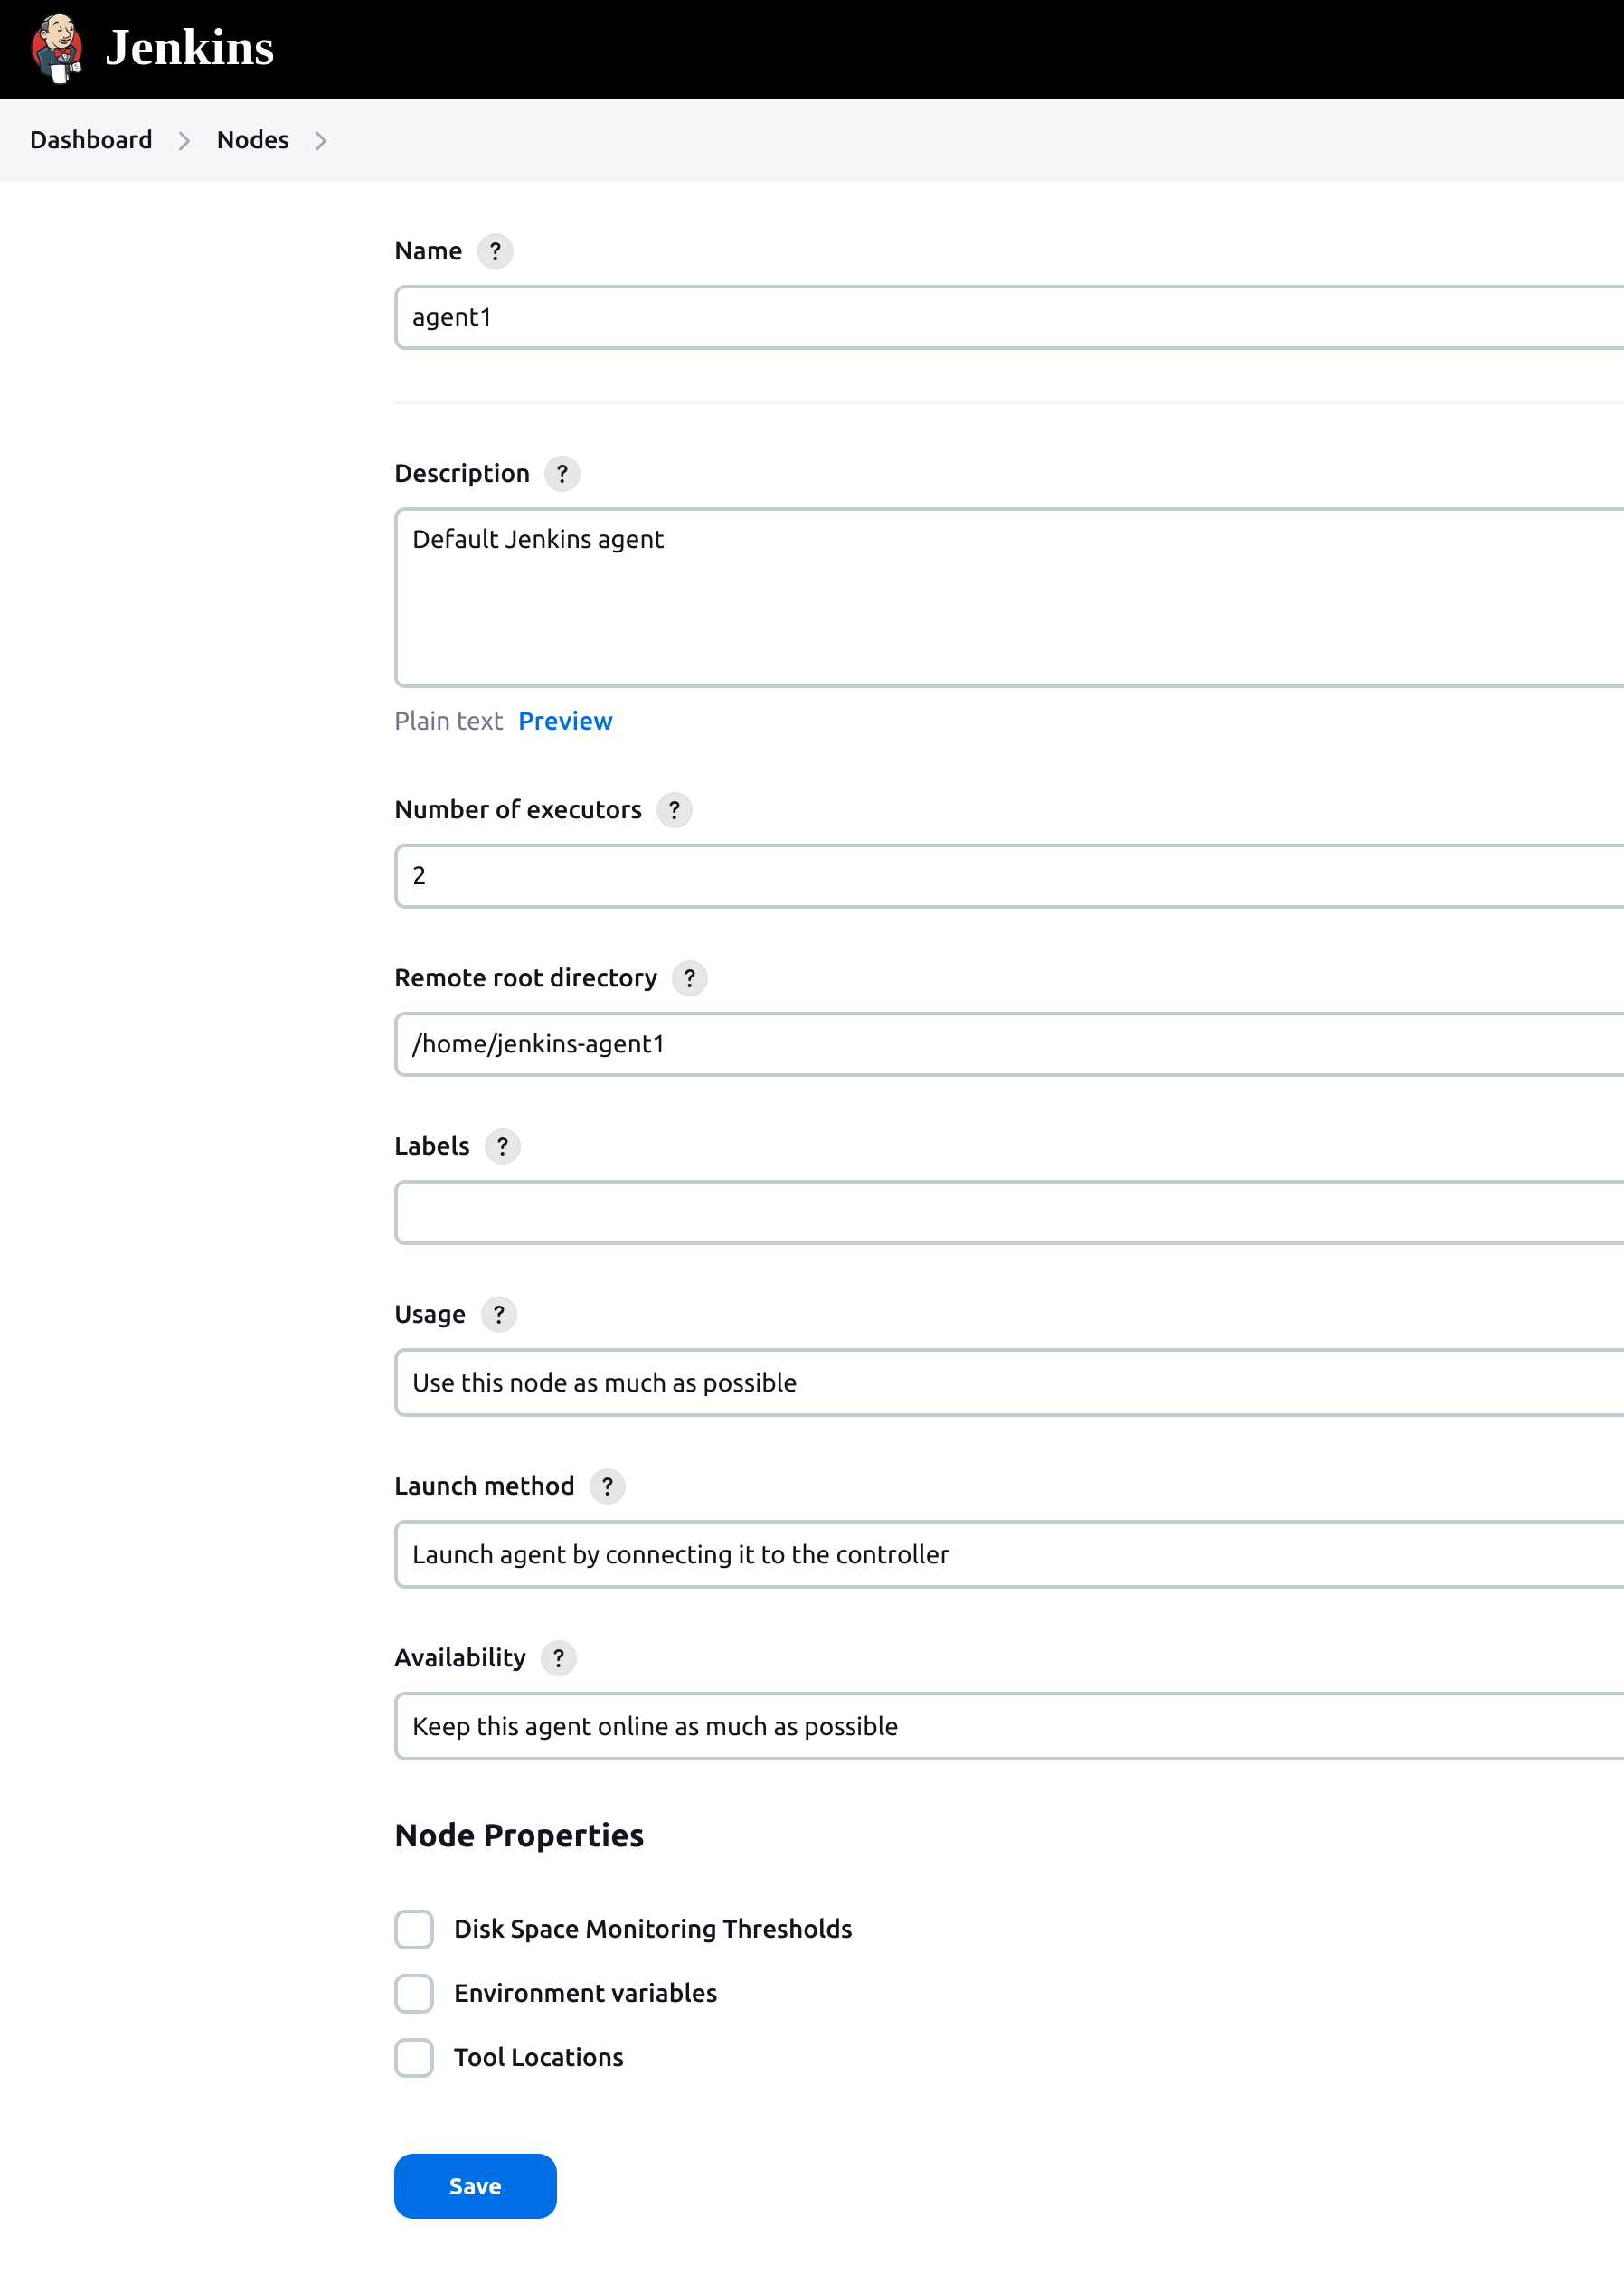 Jenkins
Dashboard > Nodes >
Name ?
agent1
Description ?
Default Jenkins agent
Plain text Preview
Number of executors ?
2
Remote root directory ?
/home/jenkins-agent1
Labels ?
Usage ?
Use this node as much as possible
Launch method ?
Launch agent by connecting it to the controller
Availability ?
Keep this agent online as much as possible
Node Properties
Disk Space Monitoring Thresholds
Environment variables
Tool Locations
Save